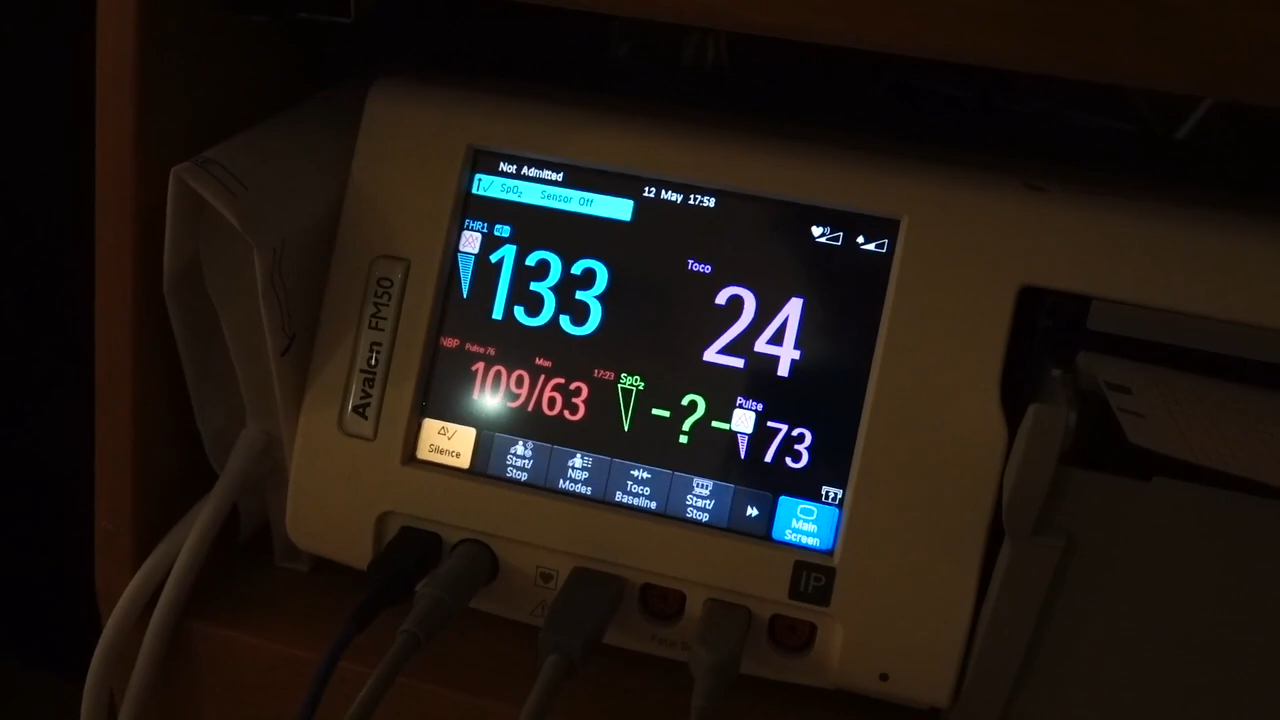 Not Admitted
SpO₂ Sensor Off
12 May 17:58
FHR1
133
Toco
24
NBP Pulse 76 Man 17:23
109/63
SpO₂
-?-
Pulse
73
Silence
Start/
Stop
NBP
Modes
Toco
Baseline
Start/
Stop
Main
Screen
Avalon FM50
IP